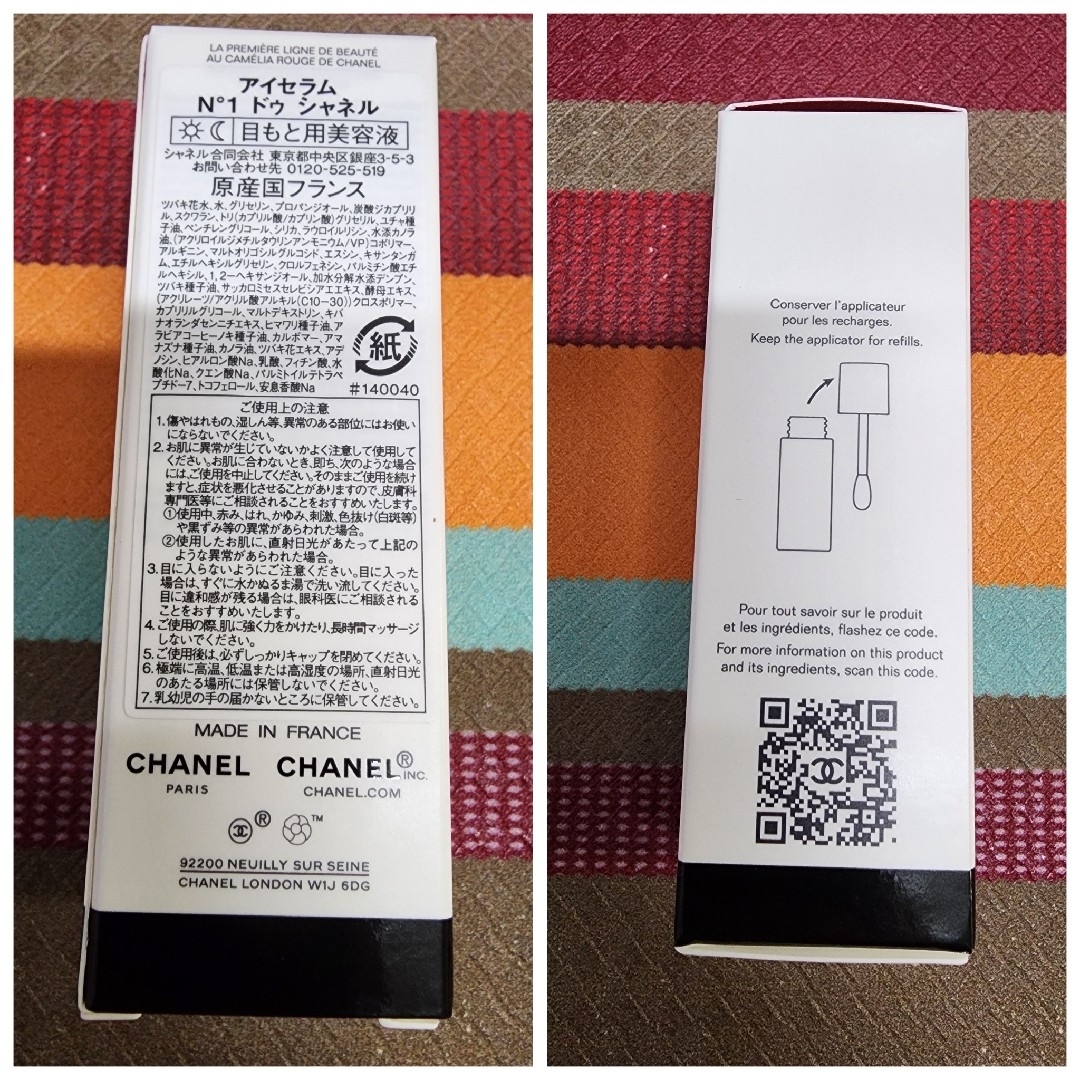 LA PREMIÈRE LIGNE DE BEAUTÉ
AU CAMÉLIA ROUGE DE CHANEL
アイセラム
N°1 ドゥ シャネル
目もと用美容液
シャネル合同会社 東京都中央区銀座3-5-3
お問い合わせ先 0120-525-519
原産国フランス
ツバキ花水、水、グリセリン、プロパンジオール、炭酸ジカプリリ
ル、スクワラン、トリ(カプリル酸/カプリン酸)グリセリル、ユチャ種
子油、ペンチレングリコール、シリカ、ラウロイルリシン、水添カノラ
油、(アクリロイルジメチルタウリンアンモニウム/VP)コポリマー、
アルギニン、マルトオリゴシルグルコシド、エスシン、キサンタンガ
ム、エチルヘキシルグリセリン、クロルフェネシン、パルミチン酸エチ
ルヘキシル、1,2-ヘキサンジオール、加水分解水添デンプン、
ツバキ種子油、サッカロミセスセレビシアエエキス、酵母エキス、
(アクリレーツ/アクリル酸アルキル(C10-30))クロスポリマー、
カプリリルグリコール、マルトデキストリン、キバ
ナオランダセンニチエキス、ヒマワリ種子油、ア
ラビアコーヒーノキ種子油、カルボマー、アマ
ナズナ種子油、カノラ油、ツバキ花エキス、アデ
ノシン、ヒアルロン酸Na、乳酸、フィチン酸、水
酸化Na、クエン酸Na、パルミトイルテトラペ
プチド-7、トコフェロール、安息香酸Na
紙
#140040
ご使用上の注意
1. 傷やはれもの、湿しん等、異常のある部位にはお使い
にならないでください。
2. お肌に異常が生じていないかよく注意して使用して
ください。お肌に合わないとき、即ち、次のような場合
には、ご使用を中止してください。そのままご使用を続け
ますと、症状を悪化させることがありますので、皮膚科
専門医等にご相談されることをおすすめいたします。
①使用中、赤み、はれ、かゆみ、刺激、色抜け(白斑等)
や黒ずみ等の異常があらわれた場合。
②使用したお肌に、直射日光があたって上記の
ような異常があらわれた場合。
3. 目に入らないようにご注意ください。目に入った
場合は、すぐに水かぬるま湯で洗い流してください。
目に違和感が残る場合は、眼科医にご相談される
ことをおすすめいたします。
4. ご使用の際、肌に強く力をかけたり、長時間マッサージ
しないでください。
5. ご使用後は、必ずしっかりキャップを閉めてください。
6. 極端に高温、低温または高湿度の場所、直射日光
のあたる場所には保管しないでください。
7. 乳幼児の手の届かないところに保管してください。
MADE IN FRANCE
CHANEL CHANEL® INC.
PARIS CHANEL.COM
® ™
92200 NEUILLY SUR SEINE
CHANEL LONDON W1J 6DG
Conserver l'applicateur
pour les recharges.
Keep the applicator for refills.
Pour tout savoir sur le produit
et les ingrédients, flashez ce code.
For more information on this product
and its ingredients, scan this code.